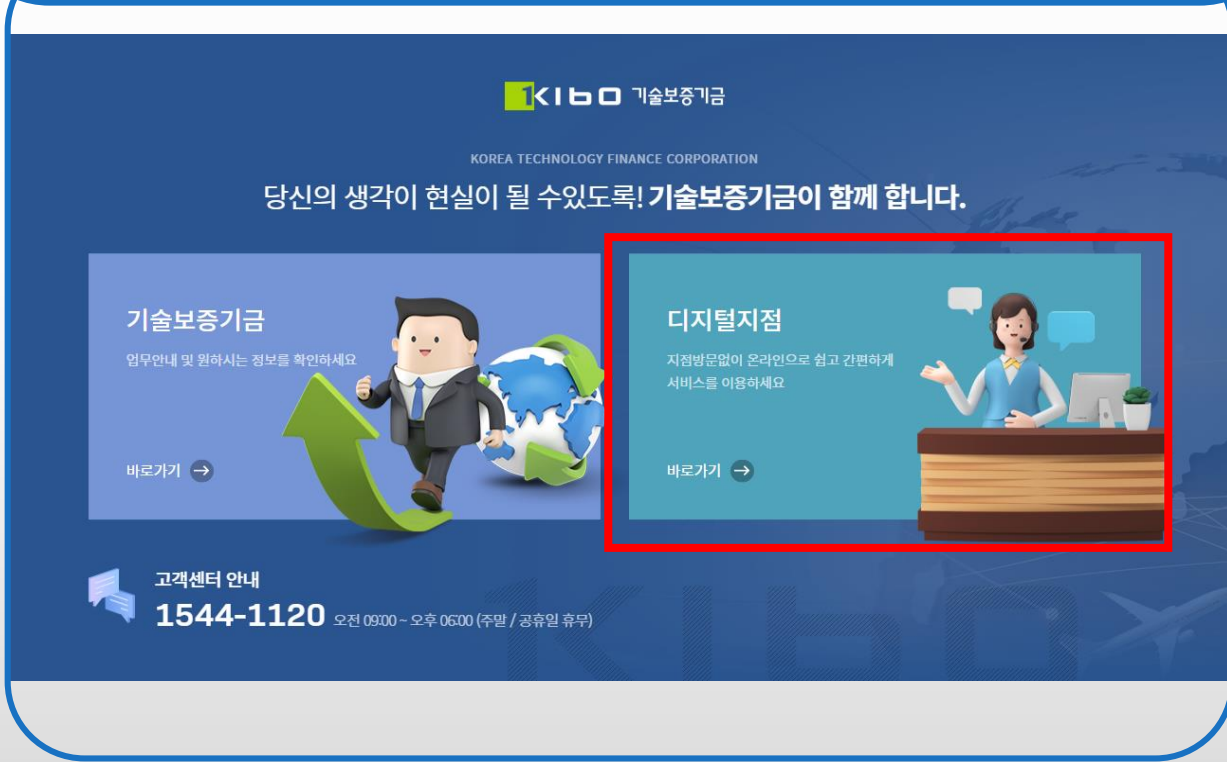 KIBO 기술보증기금
KOREA TECHNOLOGY FINANCE CORPORATION
당신의 생각이 현실이 될 수있도록! 기술보증기금이 함께 합니다.
기술보증기금
업무안내 및 원하시는 정보를 확인하세요
바로가기
디지털지점
지점방문없이 온라인으로 쉽고 간편하게
서비스를 이용하세요
바로가기
고객센터 안내
1544-1120 오전 09:00 ~ 오후 06:00 (주말 / 공휴일 휴무)
KIBO